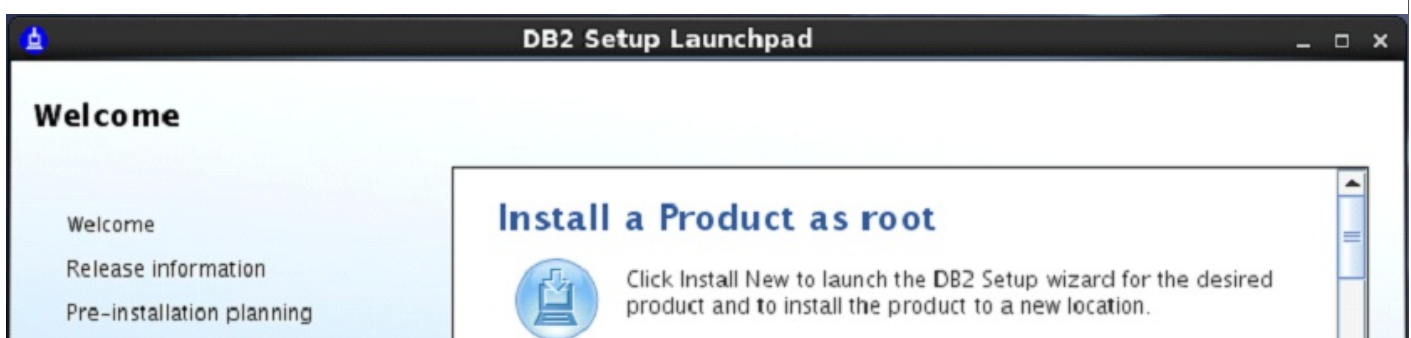 DB2 Setup Launchpad
Welcome
Welcome
Release information
Pre-installation planning
Install a Product as root
Click Install New to launch the DB2 Setup wizard for the desired
product and to install the product to a new location.